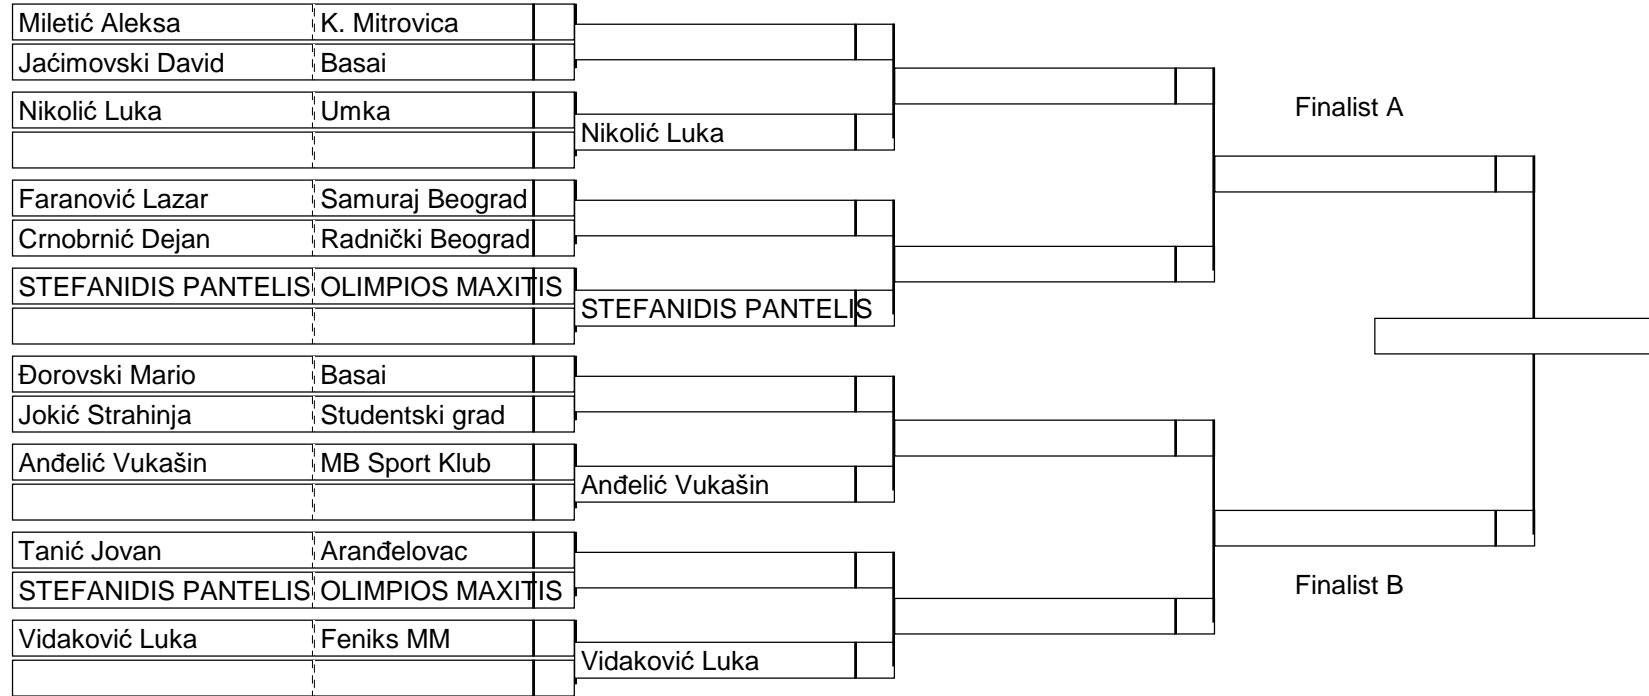 Miletić Aleksa K. Mitrovica
Jaćimovski David Basai
Nikolić Luka Umka
Nikolić Luka
Finalist A
Faranović Lazar Samuraj Beograd
Crnobrnić Dejan Radnički Beograd
STEFANIDIS PANTELIS OLIMPIOS MAXITIS
STEFANIDIS PANTELIS
Đorovski Mario Basai
Jokić Strahinja Studentski grad
Anđelić Vukašin MB Sport Klub
Anđelić Vukašin
Tanić Jovan Aranđelovac
STEFANIDIS PANTELIS OLIMPIOS MAXITIS
Finalist B
Vidaković Luka Feniks MM
Vidaković Luka